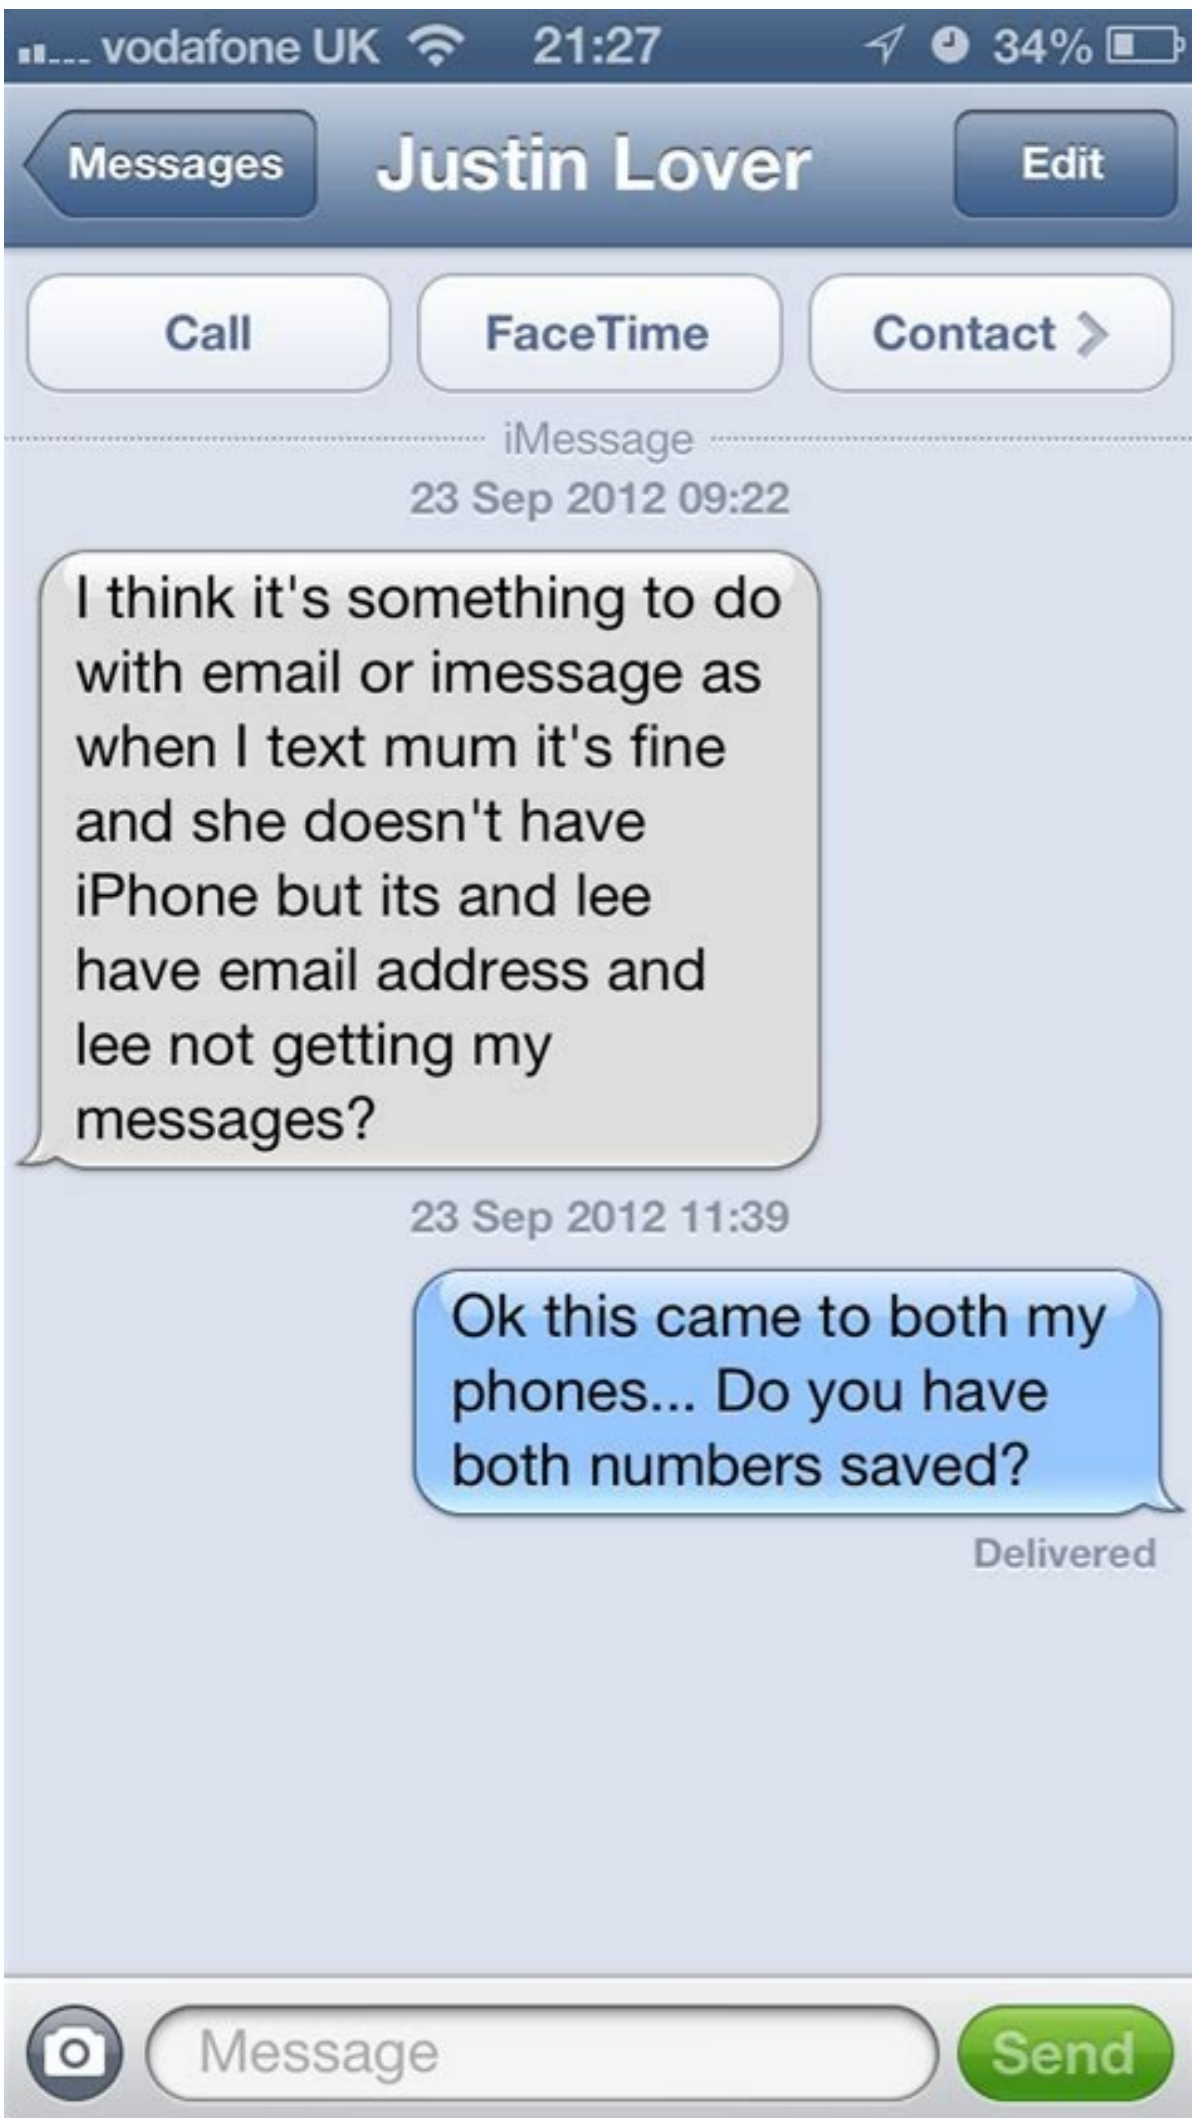 vodafone UK 21:27 34%
Messages Justin Lover Edit
Call FaceTime Contact
iMessage
23 Sep 2012 09:22
I think it's something to do
with email or imessage as
when I text mum it's fine
and she doesn't have
iPhone but its and lee
have email address and
lee not getting my
messages?
23 Sep 2012 11:39
Ok this came to both my
phones... Do you have
both numbers saved?
Delivered
Message Send